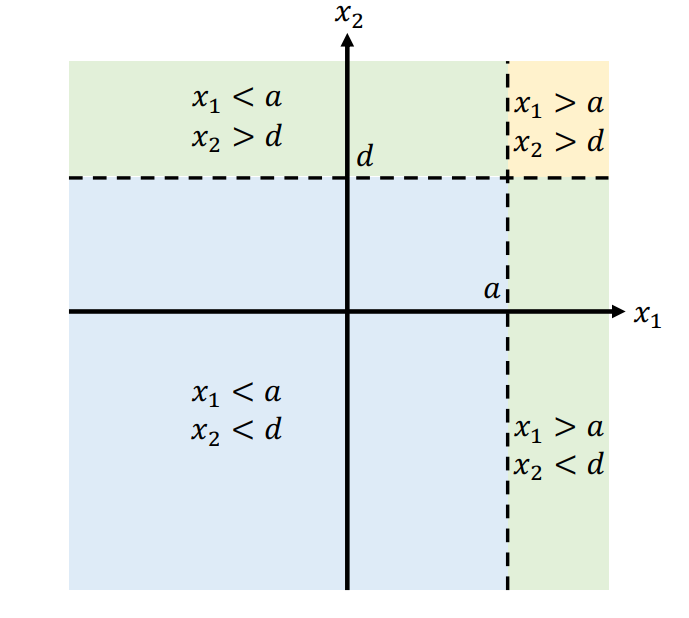 x₂
x₁ < a
x₂ > d
x₁ > a
x₂ > d
d
a
x₁
x₁ < a
x₂ < d
x₁ > a
x₂ < d